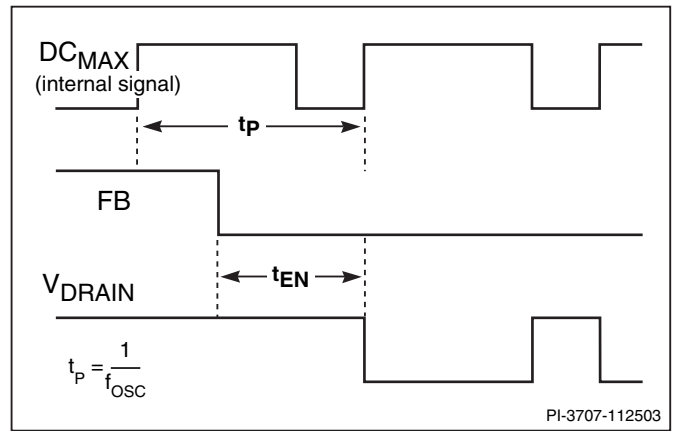 DCMAX
(internal signal)
tP
FB
tEN
VDRAIN
tP = 1/fOSC
PI-3707-112503